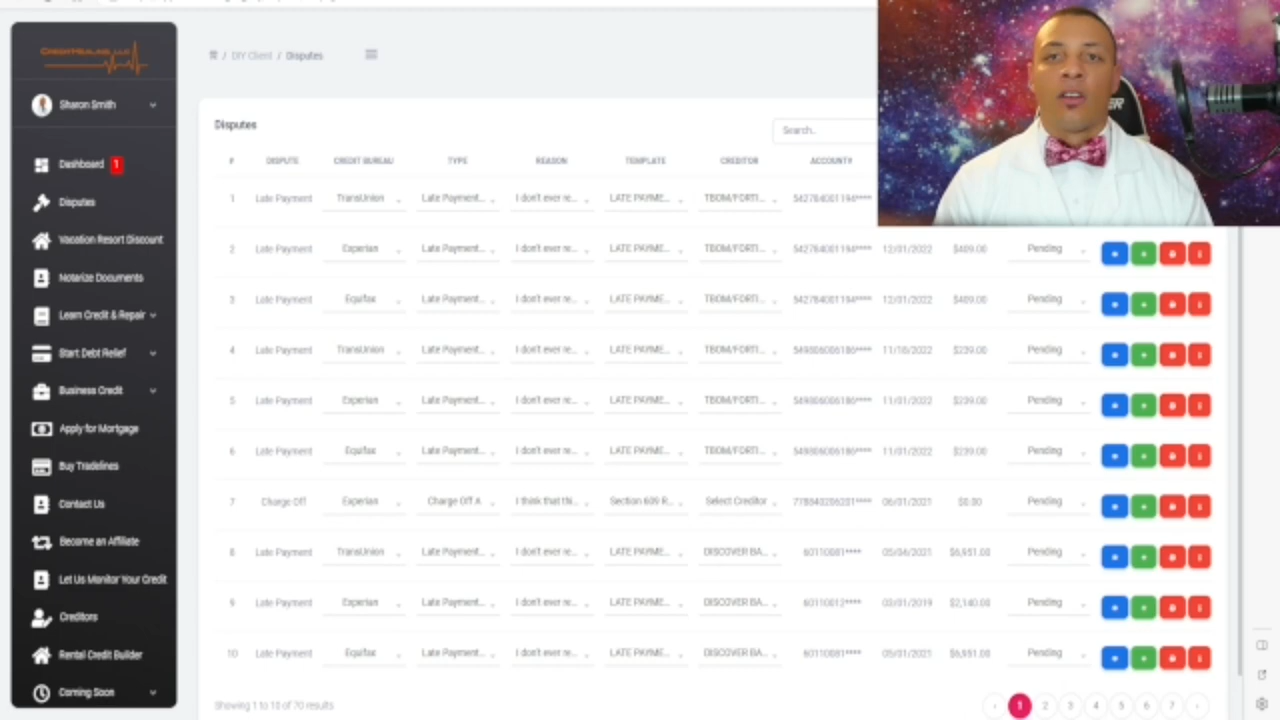 CREDITHEALING, LLC
Sharon Smith
Dashboard 1
Disputes
Vacation Resort Discount
Notarize Documents
Learn Credit & Repair
Start Debt Relief
Business Credit
Apply for Mortgage
Buy Tradelines
Contact Us
Become an Affiliate
Let Us Monitor Your Credit
Creditors
Rental Credit Builder
Coming Soon
/ DIY Client / Disputes
Disputes
Search..
# DISPUTE CREDIT BUREAU TYPE REASON TEMPLATE CREDITOR ACCOUNT#
1 Late Payment TransUnion Late Payment... I don't ever re... LATE PAYME... TBOM/FORTI...
2 Late Payment Experian Late Payment... I don't ever re... LATE PAYME... TBOM/FORTI... 12/01/2022 $409.00 Pending
3 Late Payment Equifax Late Payment... I don't ever re... LATE PAYME... TBOM/FORTI... 12/01/2022 $409.00 Pending
4 Late Payment TransUnion Late Payment... I don't ever re... LATE PAYME... TBOM/FORTI... $239.00 Pending
5 Late Payment Experian Late Payment... I don't ever re... LATE PAYME... TBOM/FORTI... 11/01/2022 $239.00 Pending
6 Late Payment Equifax Late Payment... I don't ever re... LATE PAYME... TBOM/FORTI... 11/01/2022 $239.00 Pending
7 Charge Off Experian Charge Off A I think that thi... Section 609 R... Select Creditor 06/01/2021 $0.00 Pending
8 Late Payment TransUnion Late Payment... I don't ever re... LATE PAYME... DISCOVER BA... $6,951.00 Pending
9 Late Payment Experian Late Payment... I don't ever re... LATE PAYME... DISCOVER BA... 03/01/2019 $2,140.00 Pending
10 Late Payment Equifax Late Payment... I don't ever re... LATE PAYME... DISCOVER BA... 05/01/2021 $6,951.00 Pending
Showing 1 to 10 of 70 results
‹ 1 2 3 4 5 6 7 ›